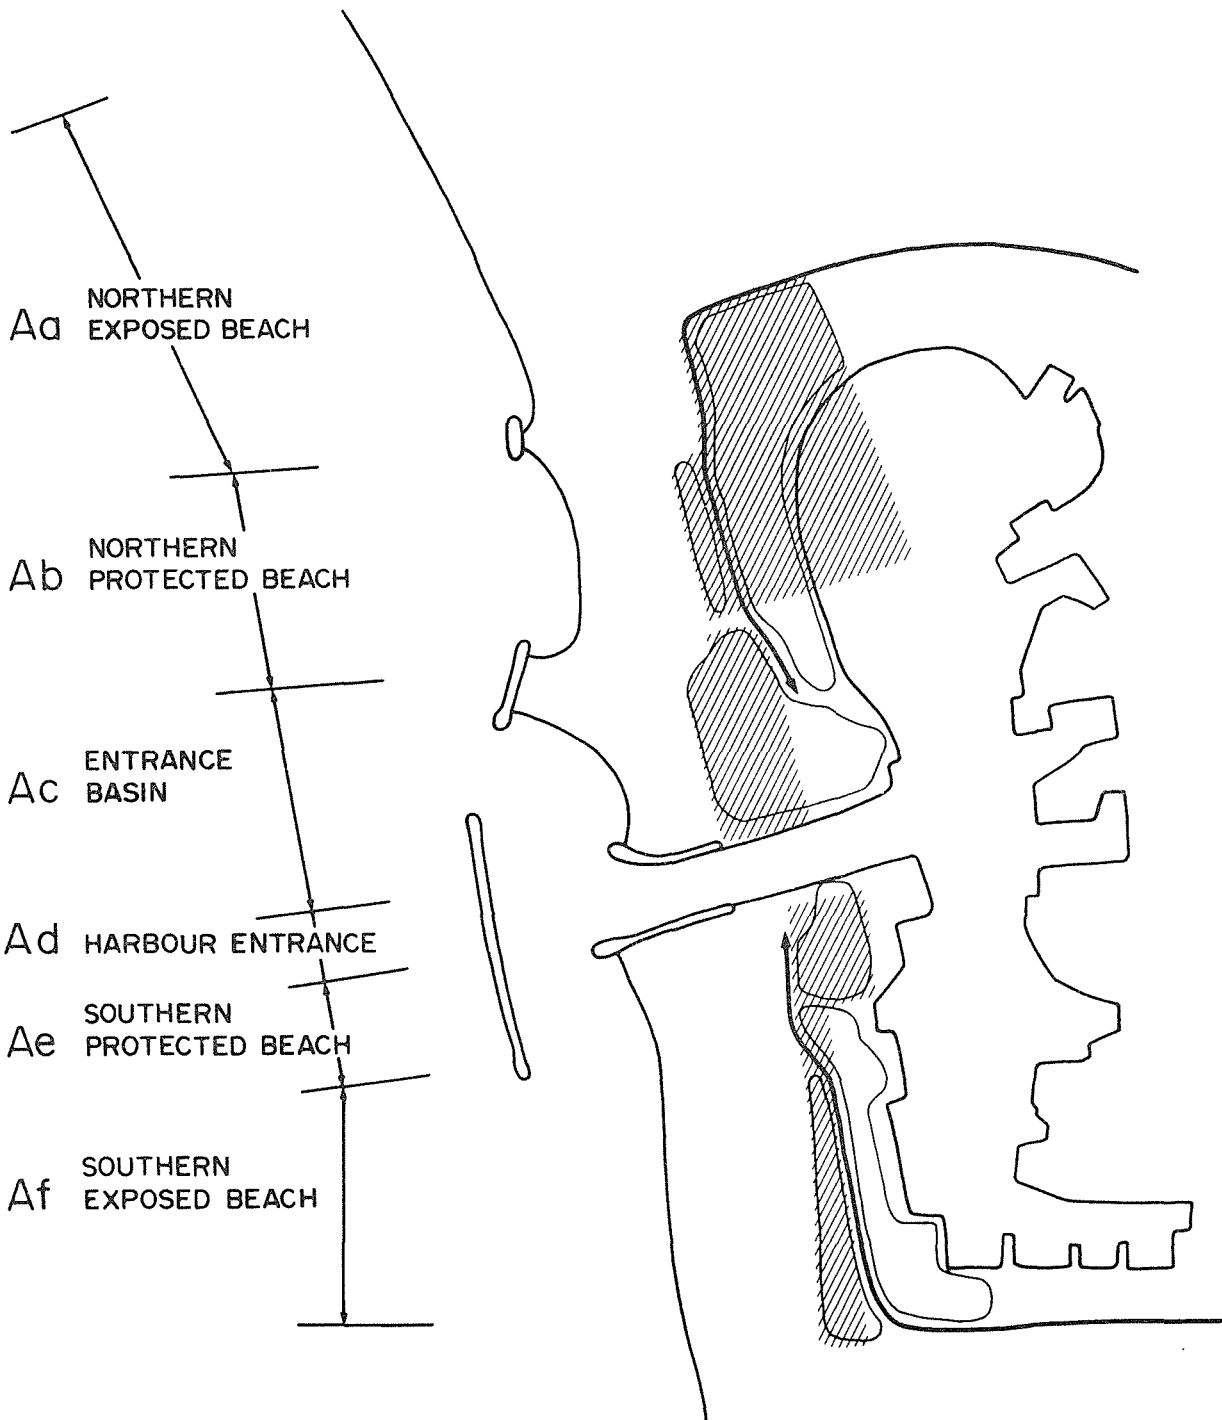 Aa NORTHERN
EXPOSED BEACH
Ab NORTHERN
PROTECTED BEACH
Ac ENTRANCE
BASIN
Ad HARBOUR ENTRANCE
Ae SOUTHERN
PROTECTED BEACH
Af SOUTHERN
EXPOSED BEACH